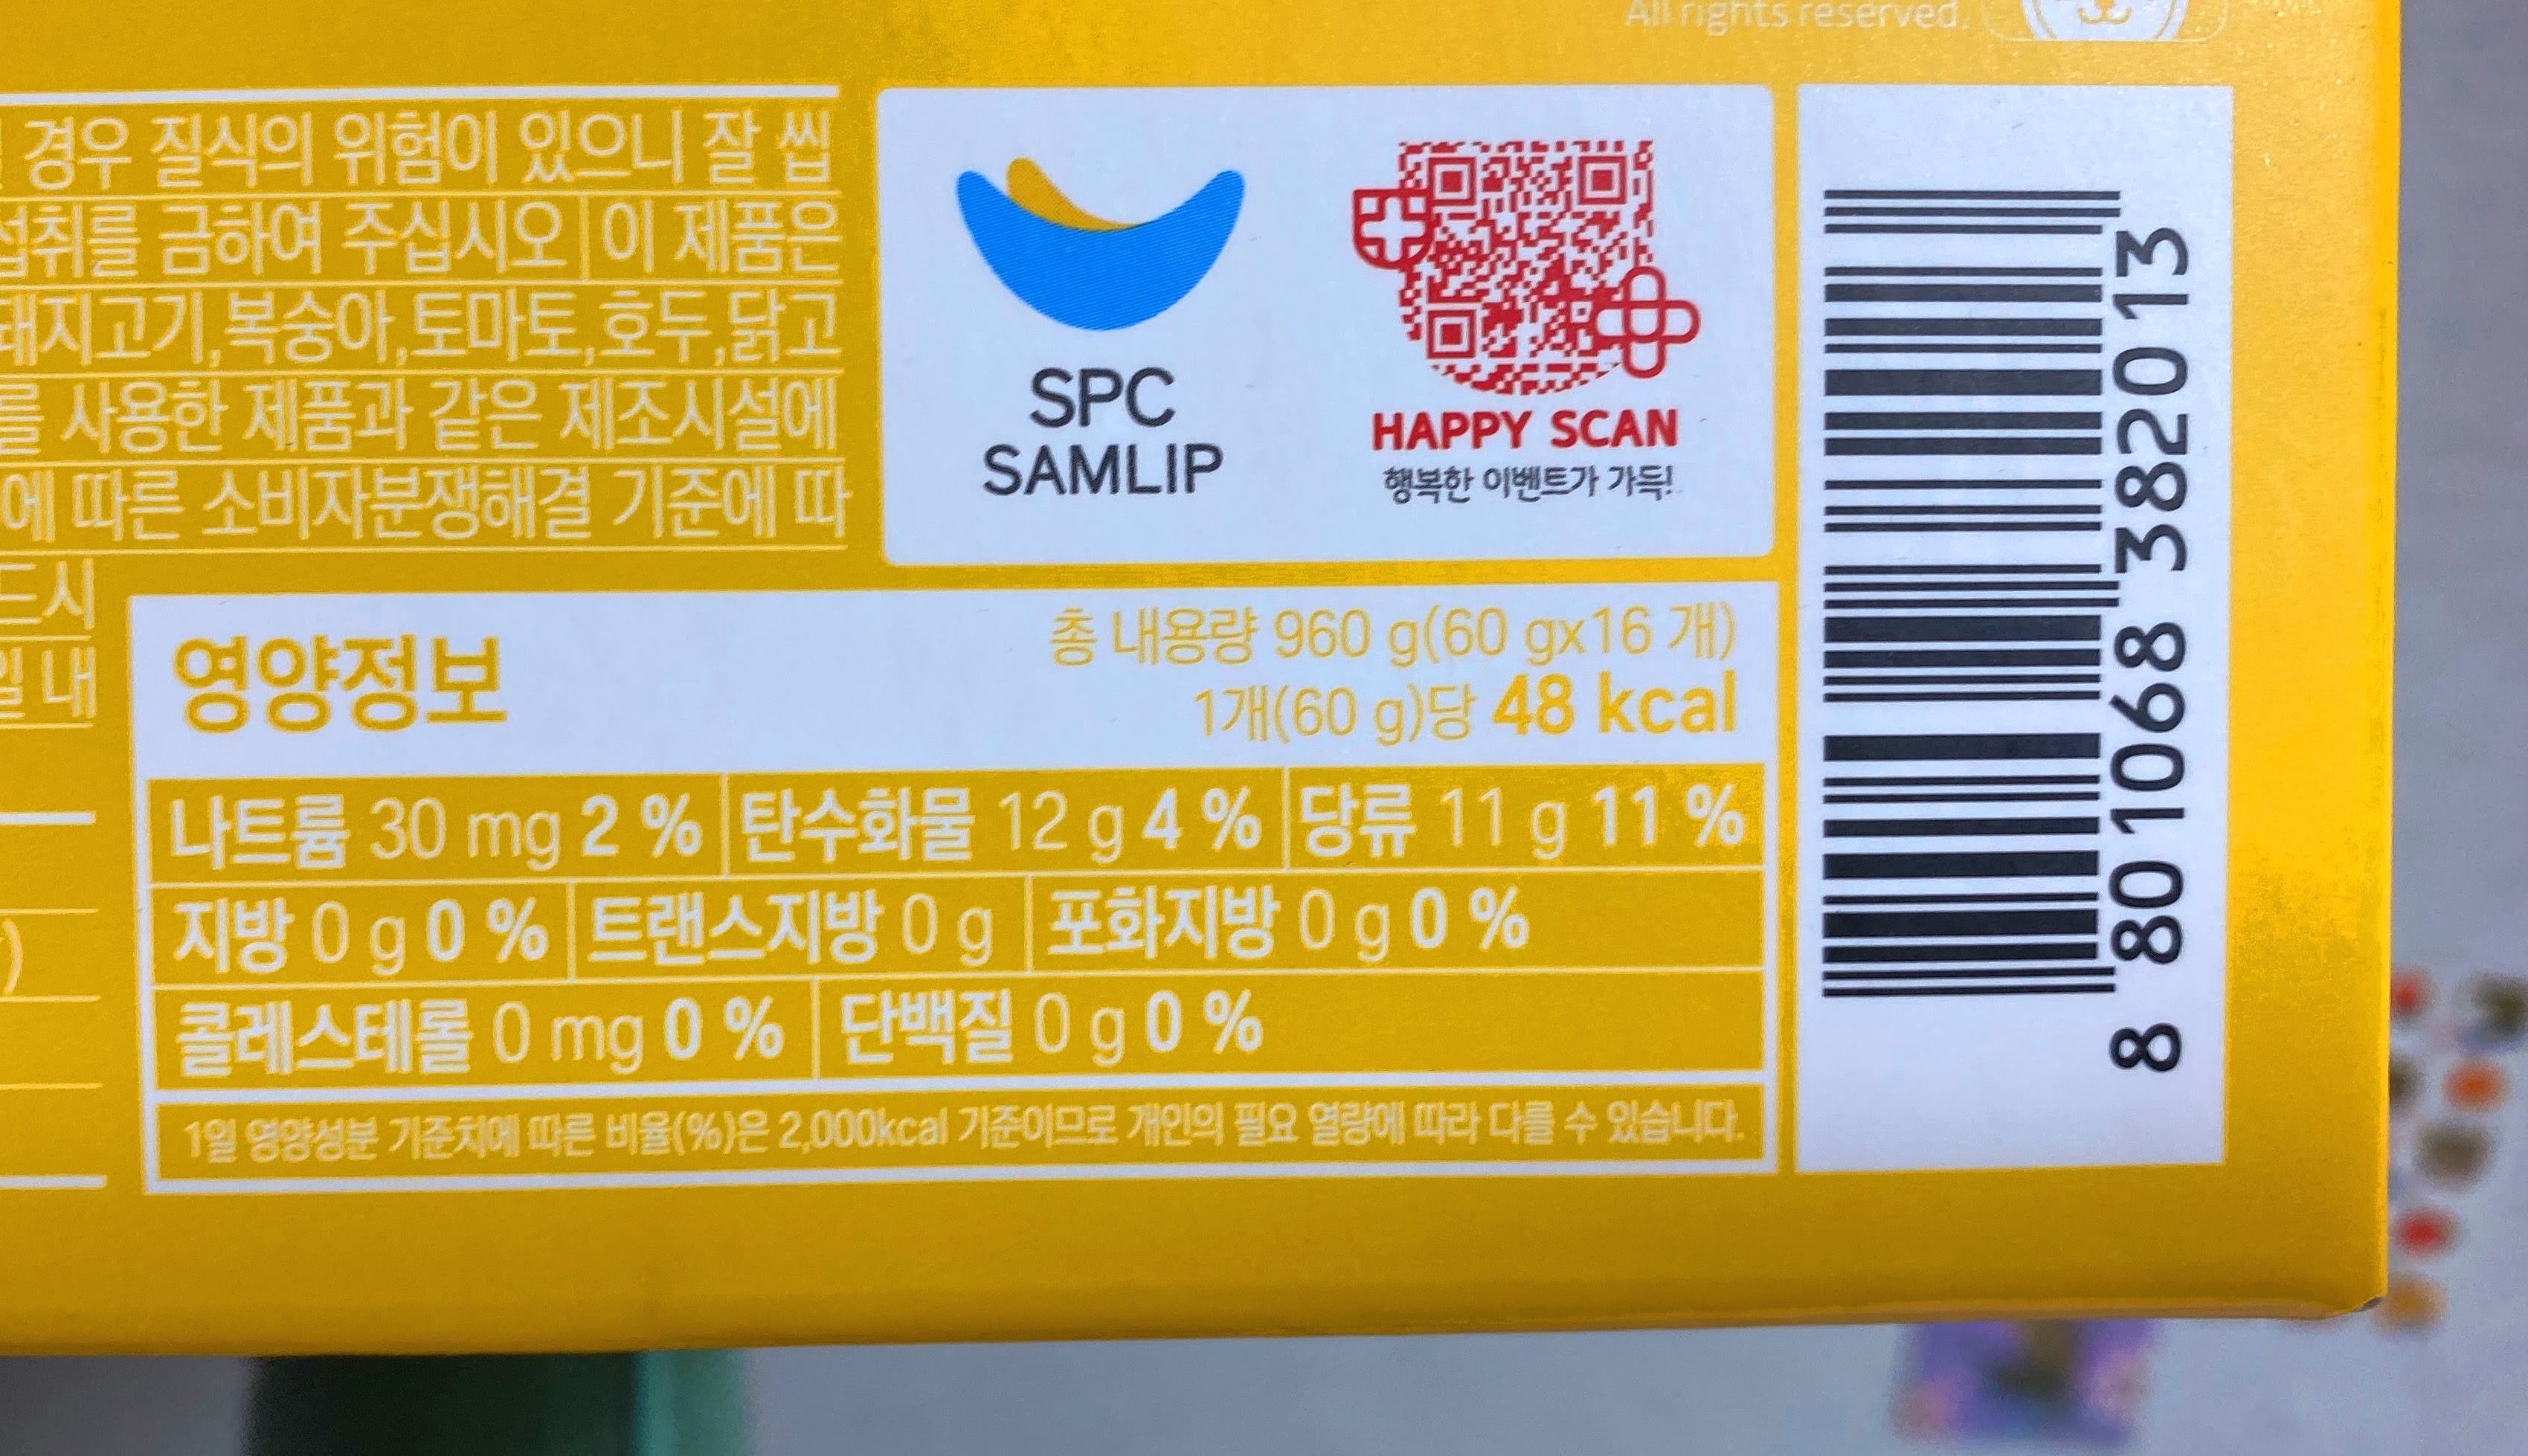 All rights reserved.
경우 질식의 위험이 있으니 잘 씹
섭취를 금하여 주십시오 이 제품은
돼지고기,복숭아,토마토,호두,닭고
를 사용한 제품과 같은 제조시설에
에 따른 소비자분쟁해결 기준에 따
드시
일 내
SPC
SAMLIP
HAPPY SCAN
행복한 이벤트가 가득!
영양정보
총 내용량 960 g(60 gx16 개)
1개(60 g)당 48 kcal
나트륨 30 mg 2 % 탄수화물 12 g 4 % 당류 11 g 11 %
지방 0 g 0 % 트랜스지방 0 g 포화지방 0 g 0 %
콜레스테롤 0 mg 0 % 단백질 0 g 0 %
1일 영양성분 기준치에 따른 비율(%)은 2,000kcal 기준이므로 개인의 필요 열량에 따라 다를 수 있습니다.
)
8 801068 382013